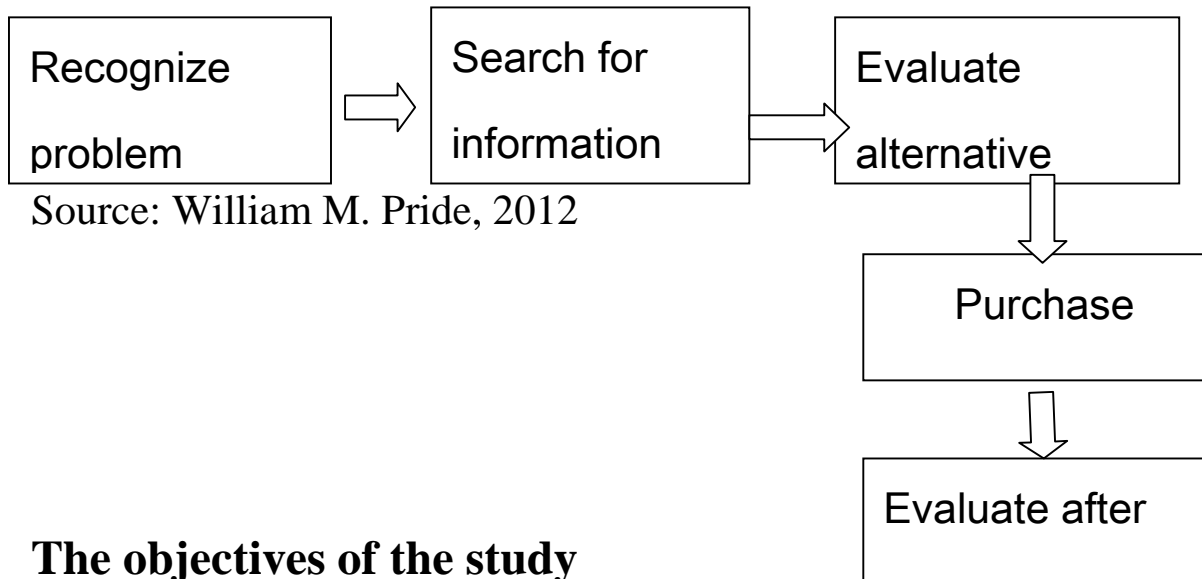 Recognize
problem
Search for
information
Evaluate
alternative
Source: William M. Pride, 2012
Purchase
Evaluate after
The objectives of the study